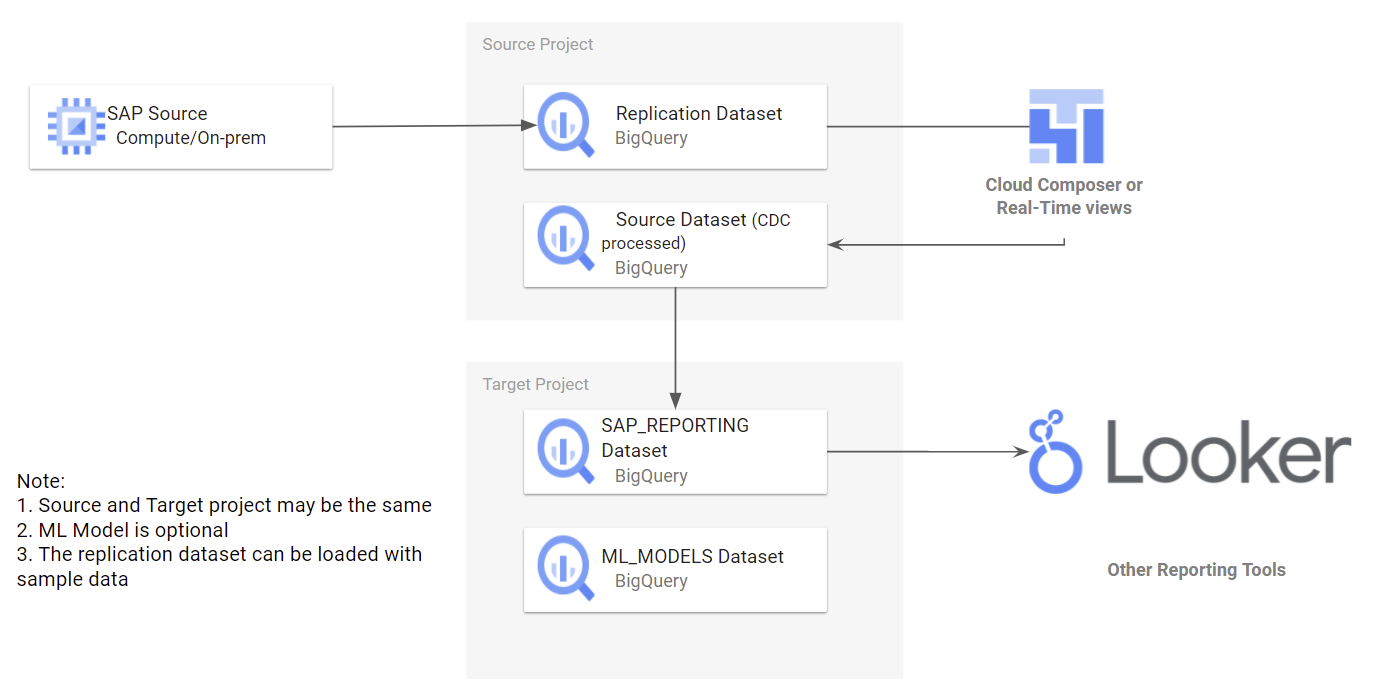 Source Project
SAP Source
Compute/On-prem
Replication Dataset
BigQuery
Cloud Composer or
Real-Time views
Source Dataset (CDC
processed)
BigQuery
Target Project
SAP_REPORTING
Dataset
BigQuery
Looker
Note:
1. Source and Target project may be the same
2. ML Model is optional
3. The replication dataset can be loaded with
sample data
ML_MODELS Dataset
BigQuery
Other Reporting Tools